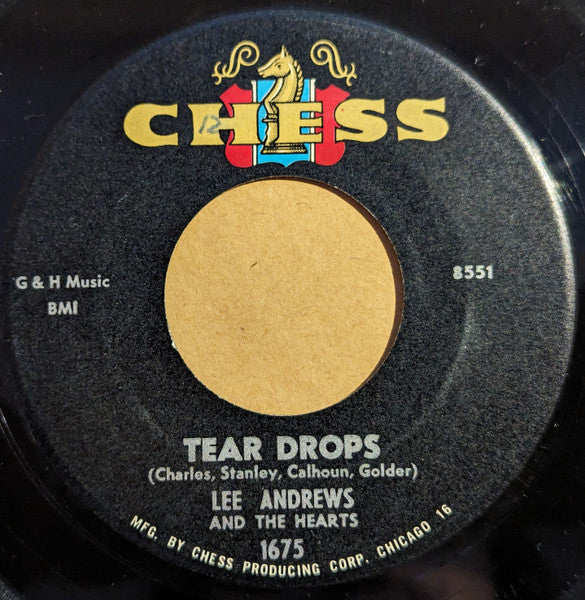 CHESS
12
G & H Music
BMI
8551
TEAR DROPS
(Charles, Stanley, Calhoun, Golder)
LEE ANDREWS
AND THE HEARTS
1675
MFG. BY CHESS PRODUCING CORP. CHICAGO 16